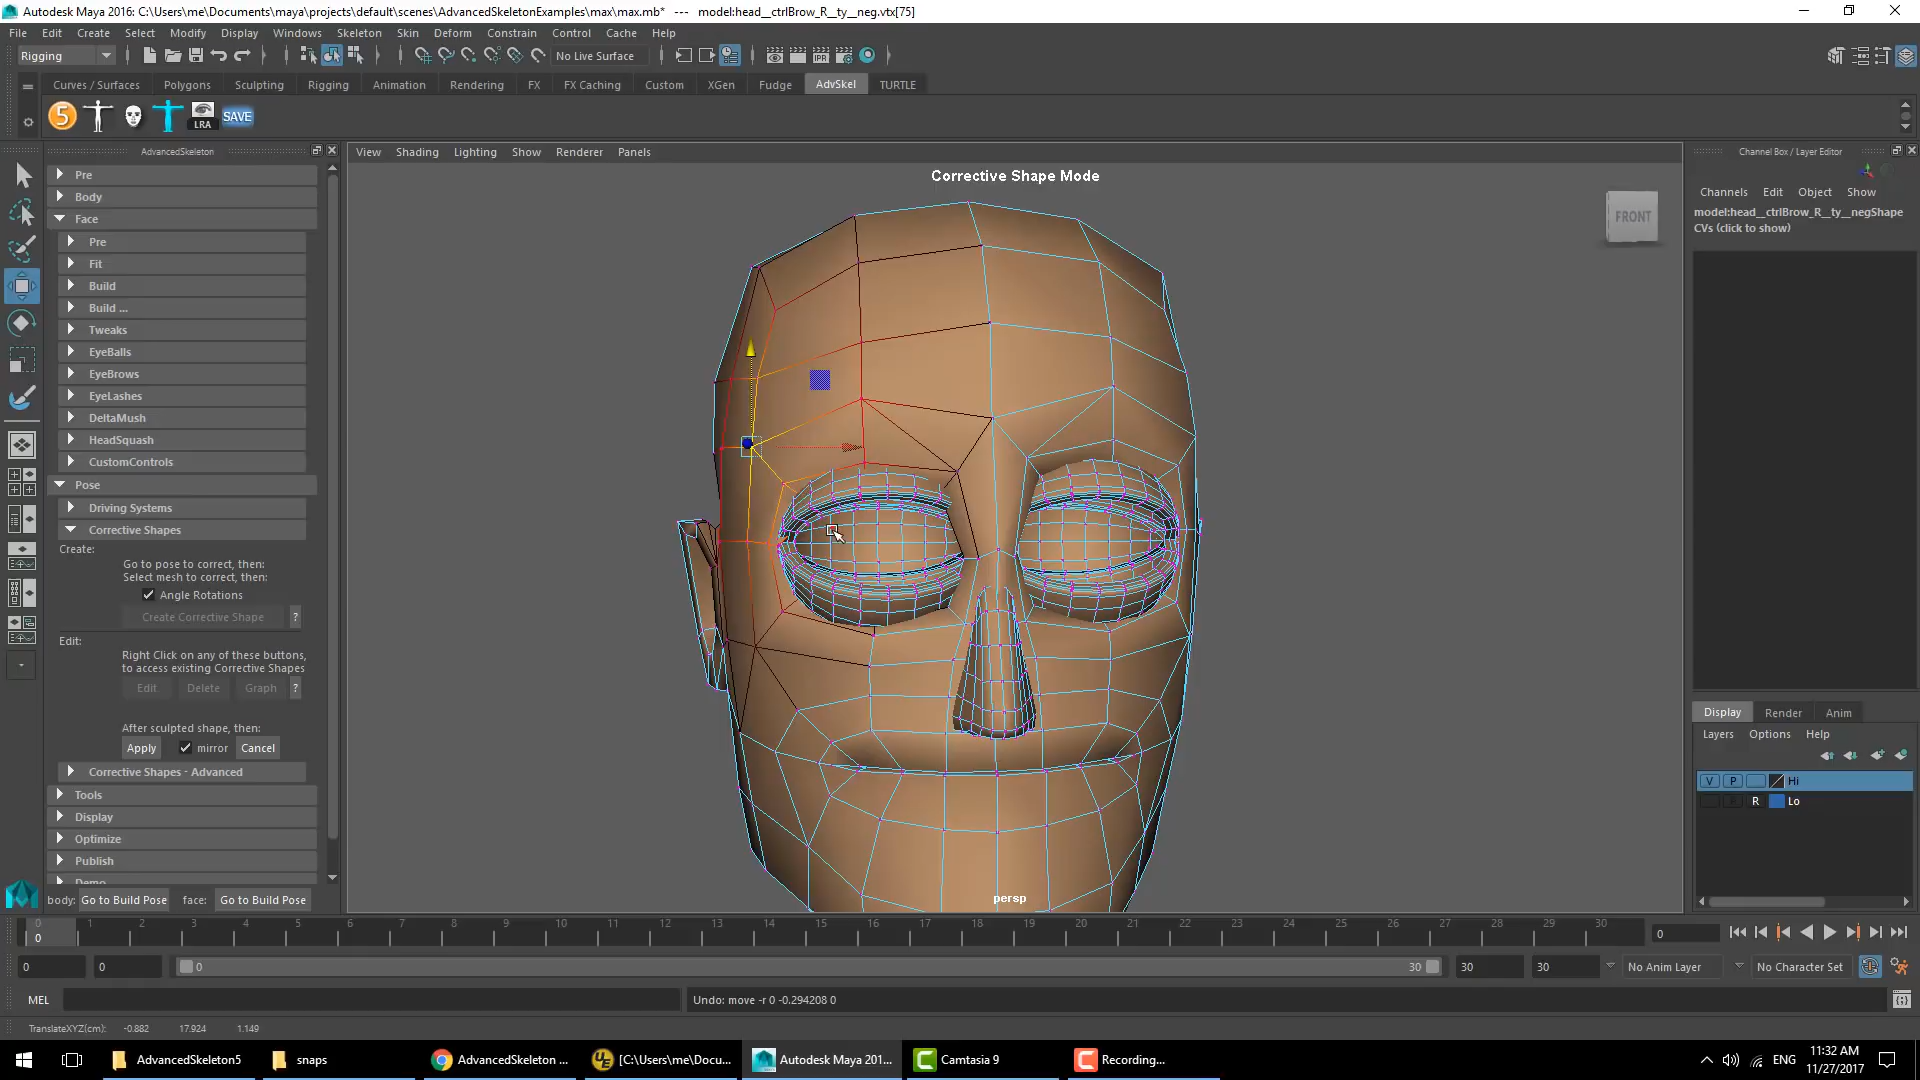 Autodesk Maya 2016: C:\Users\me\Documents\maya\projects\default\scenes\AdvancedSkeletonExamples\max\max.mb*   ---   model:head__ctrlBrow_R__ty__neg.vtx[75]
File Edit Create Select Modify Display Windows Skeleton Skin Deform Constrain Control Cache Help
Rigging No Live Surface IPR
Curves / Surfaces Polygons Sculpting Rigging Animation Rendering FX FX Caching Custom XGen Fudge AdvSkel TURTLE
5 LRA SAVE
AdvancedSkeleton
Pre
Body
Face
Pre
Fit
Build
Build ...
Tweaks
EyeBalls
EyeBrows
EyeLashes
DeltaMush
HeadSquash
CustomControls
Pose
Driving Systems
Corrective Shapes
Create:
Go to pose to correct, then:
Select mesh to correct, then:
Angle Rotations
Create Corrective Shape ?
Edit:
Right Click on any of these buttons,
to access existing Corrective Shapes
Edit Delete Graph ?
After sculpted shape, then:
Apply mirror Cancel
Corrective Shapes - Advanced
Tools
Display
Optimize
Publish
Demo
body: Go to Build Pose face: Go to Build Pose
View Shading Lighting Show Renderer Panels
Corrective Shape Mode
FRONT
persp
Channel Box / Layer Editor
Channels Edit Object Show
model:head__ctrlBrow_R__ty__negShape
CVs (click to show)
Display Render Anim
Layers Options Help
V P Hi
R Lo
0 1 2 3 4 5 6 7 8 9 10 11 12 13 14 15 16 17 18 19 20 21 22 23 24 25 26 27 28 29 30
0 0
0 0 0 30 30 30 No Anim Layer No Character Set
MEL Undo: move -r 0 -0.294208 0
TranslateXYZ(cm): -0.882 17.924 1.149
AdvancedSkeleton5 snaps AdvancedSkeleton ... [C:\Users\me\Docu... Autodesk Maya 201... Camtasia 9 Recording...
ENG
11:32 AM
11/27/2017